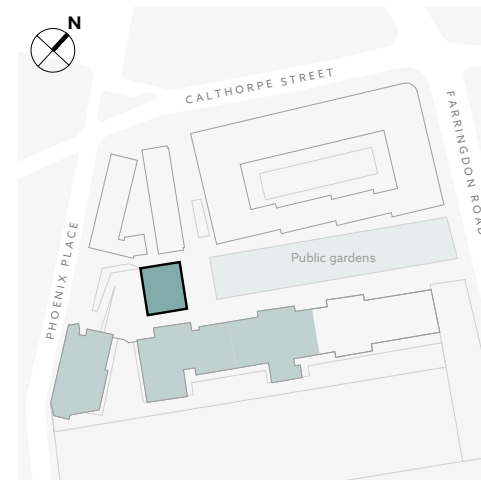 N
CALTHORPE STREET
FARRINGDON ROAD
Public gardens
PHOENIX PLACE